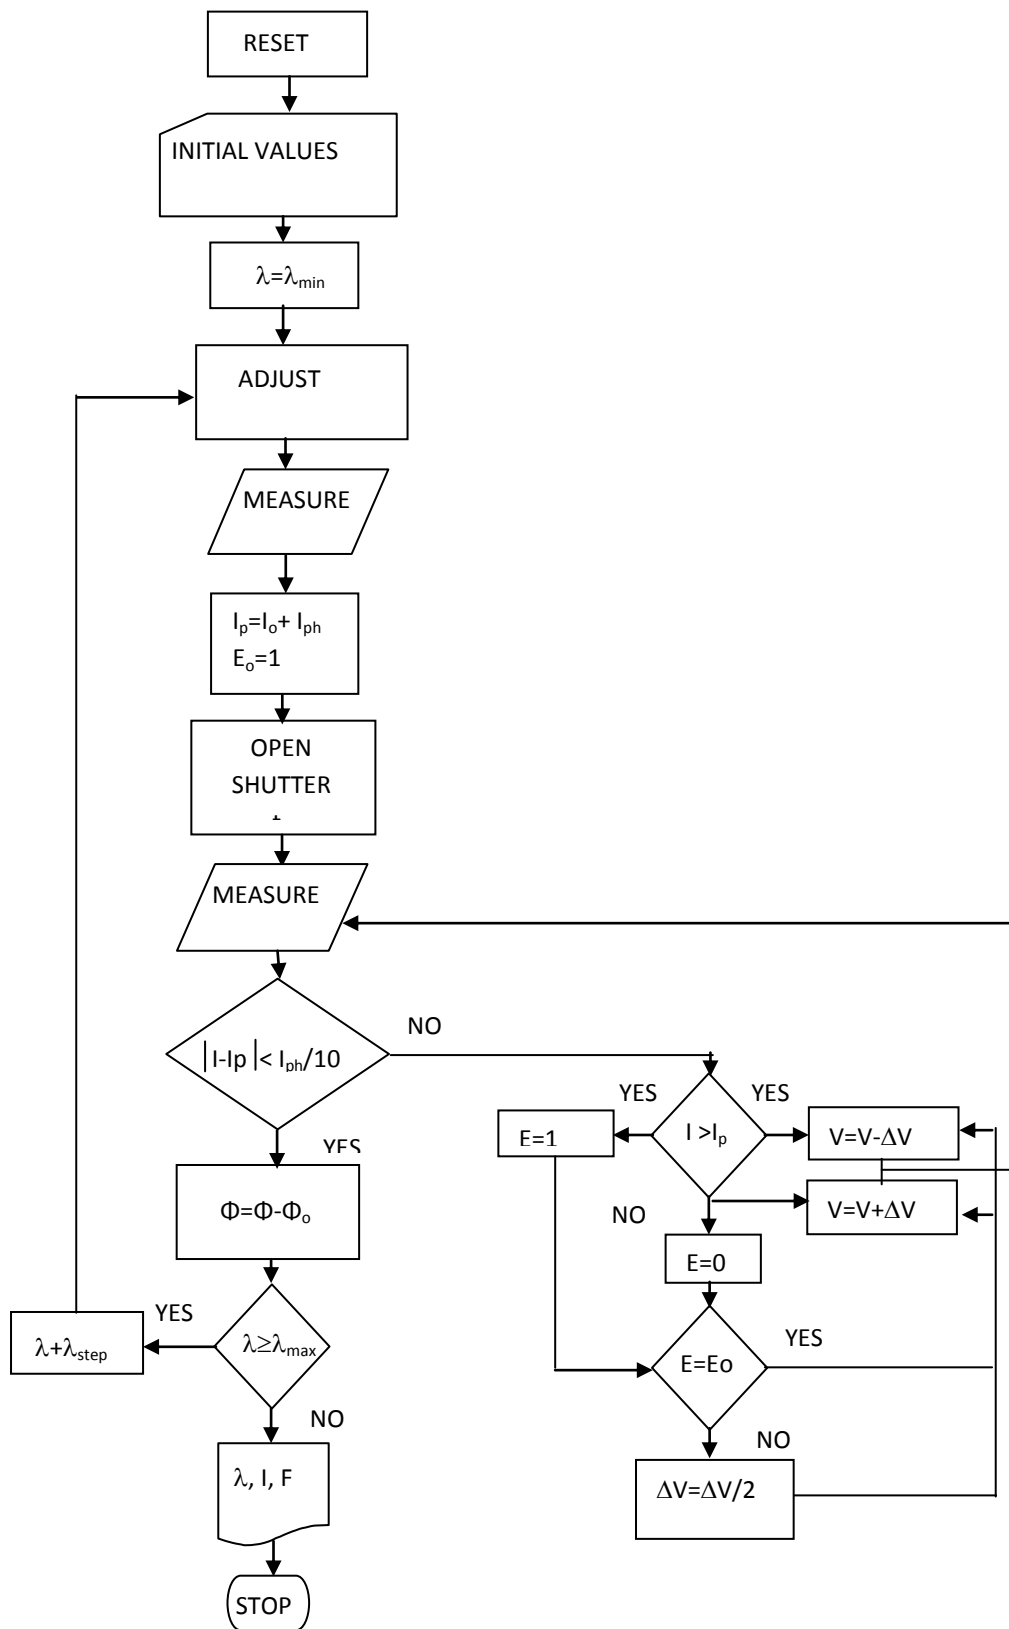 RESET
INITIAL VALUES
λ=λmin
ADJUST
MEASURE
Ip=Io+ Iph
Eo=1
OPEN
SHUTTER
MEASURE
|I-Ip|< Iph/10
NO
YES
Φ=Φ-Φo
YES
λ+λstep
λ≥λmax
NO
λ, I, F
STOP
YES
YES
E=1
I >Ip
V=V-ΔV
V=V+ΔV
NO
E=0
E=Eo
YES
NO
ΔV=ΔV/2